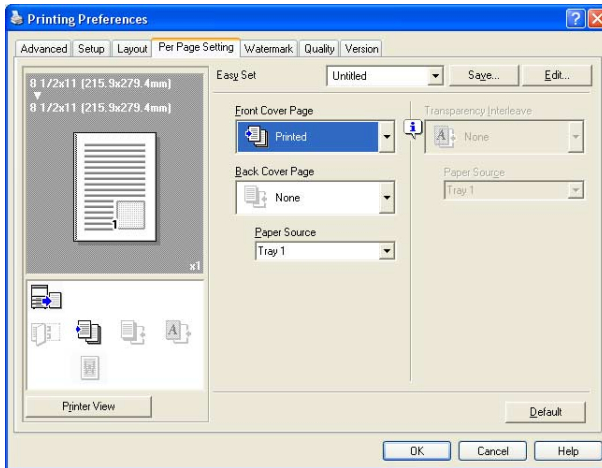 Printing Preferences
Advanced Setup Layout Per Page Setting Watermark Quality Version
8 1/2x11 (215.9x279.4mm)
8 1/2x11 (215.9x279.4mm)
1
x1
Printer View
Easy Set Untitled Save... Edit...
Front Cover Page
Printed
Back Cover Page
None
Paper Source
Tray 1
Transparency Interleave
A None
Paper Source
Tray 1
A
Default
OK Cancel Help